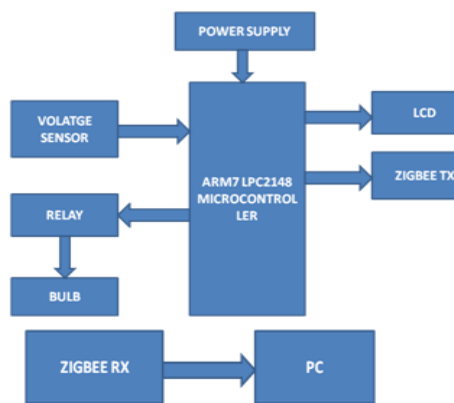 POWER SUPPLY
VOLATGE
SENSOR
LCD
ARM7 LPC2148
MICROCONTROL
LER
ZIGBEE TX
RELAY
BULB
ZIGBEE RX
PC